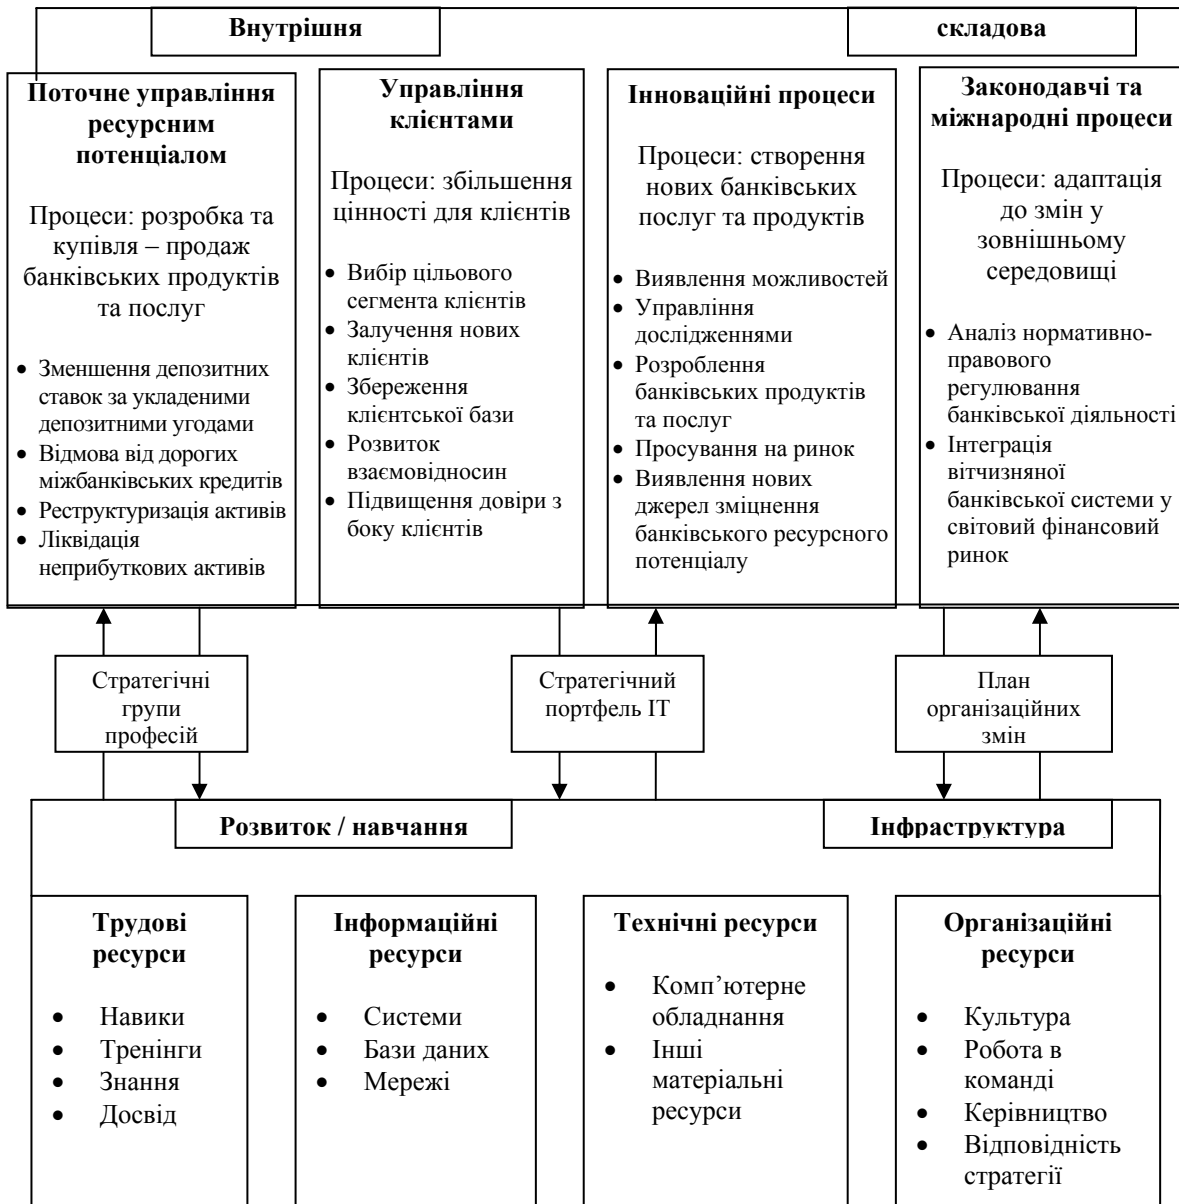 Внутрішня
складова
Поточне управління
ресурсним
потенціалом
Процеси: розробка та
купівля – продаж
банківських продуктів
та послуг
• Зменшення депозитних
ставок за укладеними
депозитними угодами
• Відмова від дорогих
міжбанківських кредитів
• Реструктуризація активів
• Ліквідація
неприбуткових активів
Управління
клієнтами
Процеси: збільшення
цінності для клієнтів
• Вибір цільового
сегмента клієнтів
• Залучення нових
клієнтів
• Збереження
клієнтської бази
• Розвиток
взаємовідносин
• Підвищення довіри з
боку клієнтів
Інноваційні процеси
Процеси: створення
нових банківських
послуг та продуктів
• Виявлення можливостей
• Управління
дослідженнями
• Розроблення
банківських продуктів
та послуг
• Просування на ринок
• Виявлення нових
джерел зміцнення
банківського ресурсного
потенціалу
Законодавчі та
міжнародні процеси
Процеси: адаптація
до змін у
зовнішньому
середовищі
• Аналіз нормативно-
правового
регулювання
банківської діяльності
• Інтеграція
вітчизняної
банківської системи у
світовий фінансовий
ринок
Стратегічні
групи
професій
Стратегічний
портфель ІТ
План
організаційних
змін
Розвиток / навчання
Інфраструктура
Трудові
ресурси
• Навики
• Тренінги
• Знання
• Досвід
Інформаційні
ресурси
• Системи
• Бази даних
• Мережі
Технічні ресурси
• Комп’ютерне
обладнання
• Інші
матеріальні
ресурси
Організаційні
ресурси
• Культура
• Робота в
команді
• Керівництво
• Відповідність
стратегії